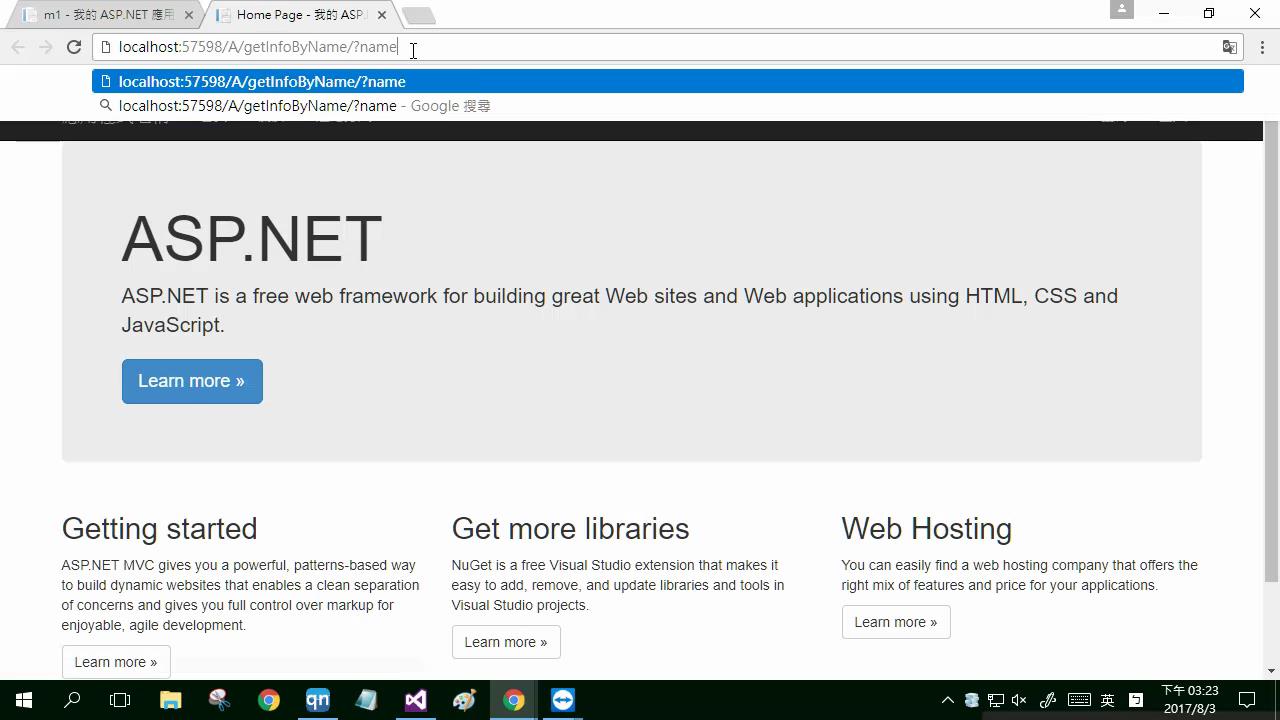 m1 - 我的 ASP.NET 應用
Home Page - 我的 ASP.
localhost:57598/A/getInfoByName/?name
localhost:57598/A/getInfoByName/?name
localhost:57598/A/getInfoByName/?name - Google 搜尋
ASP.NET
ASP.NET is a free web framework for building great Web sites and Web applications using HTML, CSS and
JavaScript.
Learn more »
Getting started
ASP.NET MVC gives you a powerful, patterns-based way
to build dynamic websites that enables a clean separation
of concerns and gives you full control over markup for
enjoyable, agile development.
Learn more »
Get more libraries
NuGet is a free Visual Studio extension that makes it
easy to add, remove, and update libraries and tools in
Visual Studio projects.
Learn more »
Web Hosting
You can easily find a web hosting company that offers the
right mix of features and price for your applications.
Learn more »
qn
英
下午 03:23
2017/8/3